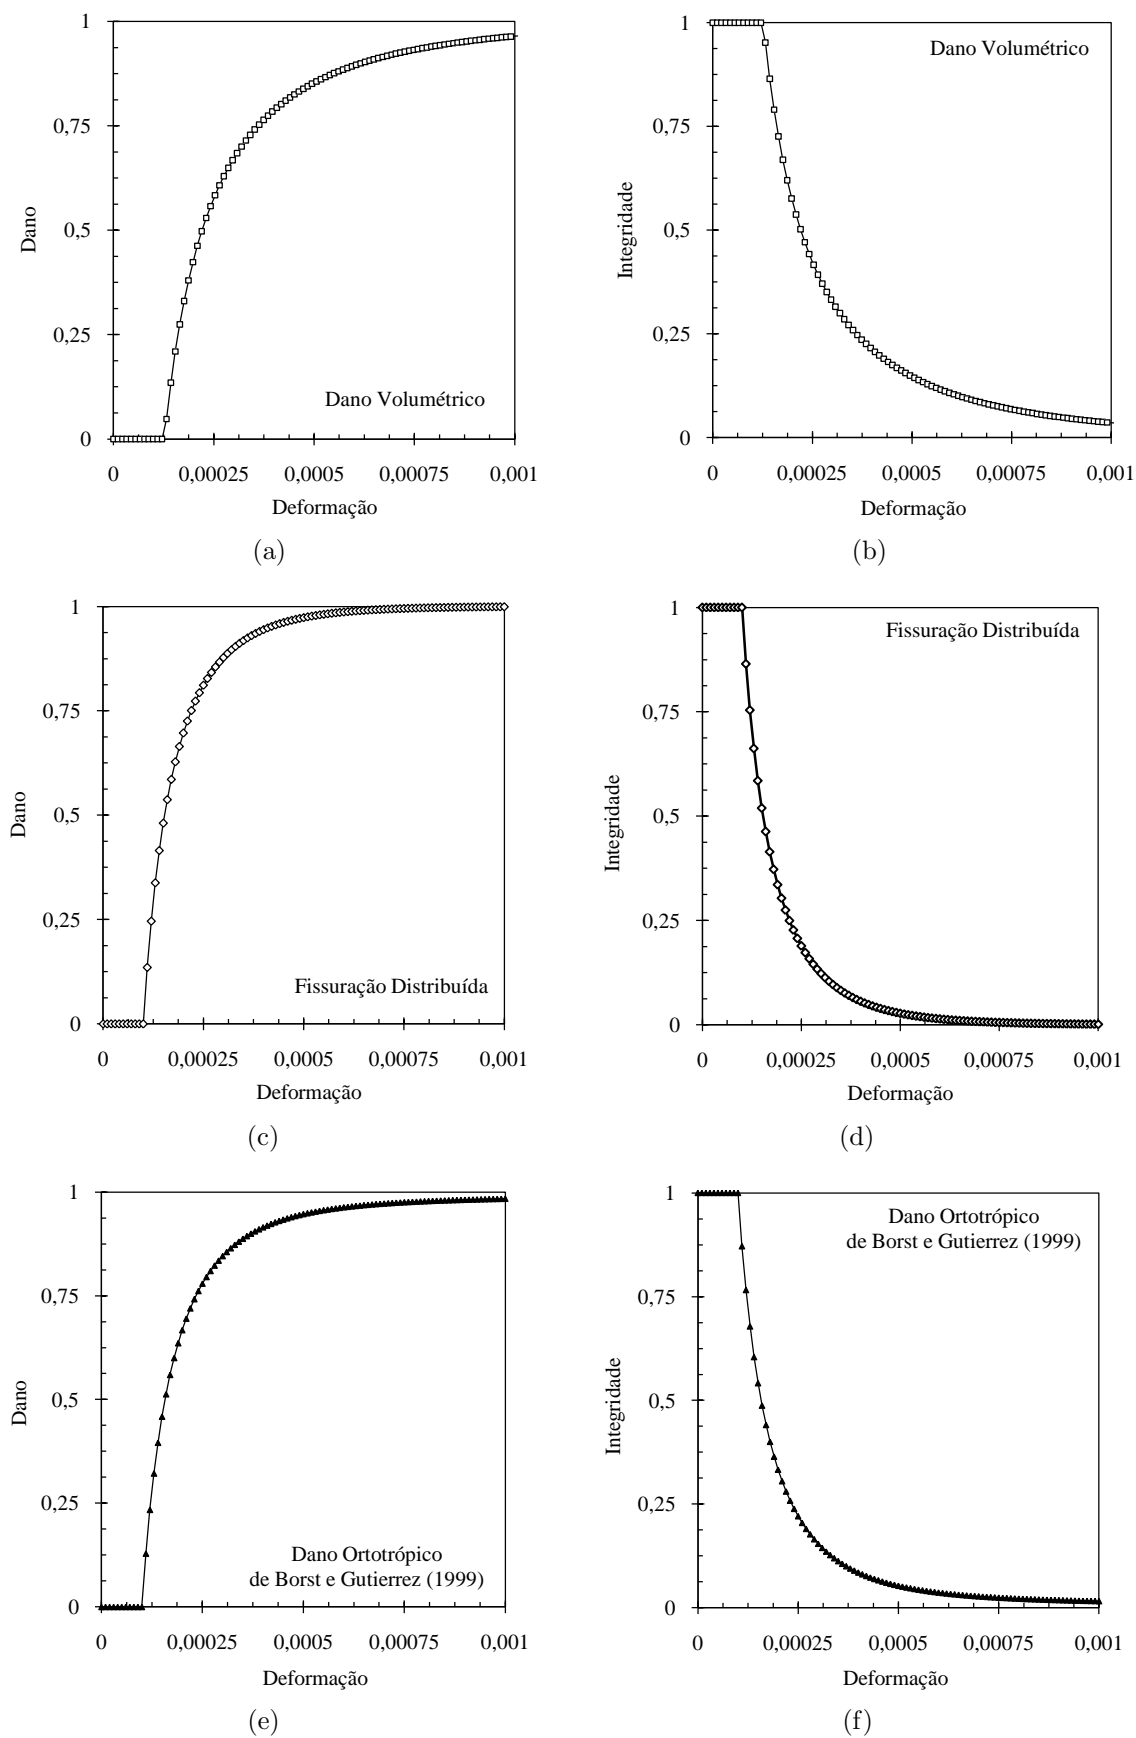 1
0,75
0,5
0,25
0
Dano
Dano Volumétrico
0 0,00025 0,0005 0,00075 0,001
Deformação
(a)
1
0,75
0,5
0,25
0
Integridade
Dano Volumétrico
0 0,00025 0,0005 0,00075 0,001
Deformação
(b)
1
0,75
0,5
0,25
0
Dano
Fissuração Distribuída
0 0,00025 0,0005 0,00075 0,001
Deformação
(c)
1
0,75
0,5
0,25
0
Integridade
Fissuração Distribuída
0 0,00025 0,0005 0,00075 0,001
Deformação
(d)
1
0,75
0,5
0,25
0
Dano
Dano Ortotrópico
de Borst e Gutierrez (1999)
0 0,00025 0,0005 0,00075 0,001
Deformação
(e)
1
0,75
0,5
0,25
0
Integridade
Dano Ortotrópico
de Borst e Gutierrez (1999)
0 0,00025 0,0005 0,00075 0,001
Deformação
(f)